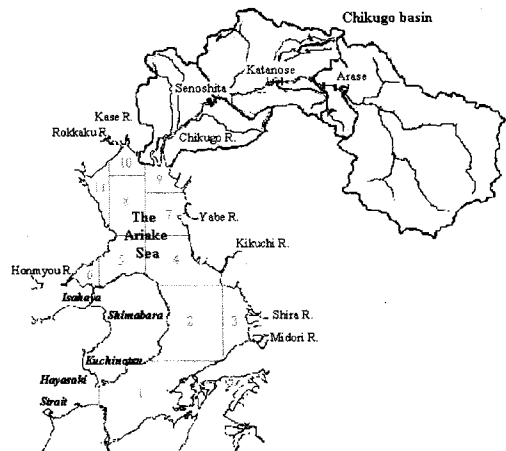 Chikugo basin
Katanose
Arase
Senoshita
Kase R.
Rokkaku R.
Chikugo R.
10
9
11
8
7
Yabe R.
The
Ariake
Sea
Kikuchi R.
Honmyou R.
6
5
4
Isahaya
Shimabara
2
3
Shira R.
Midori R.
Hayasaki
Strait
1